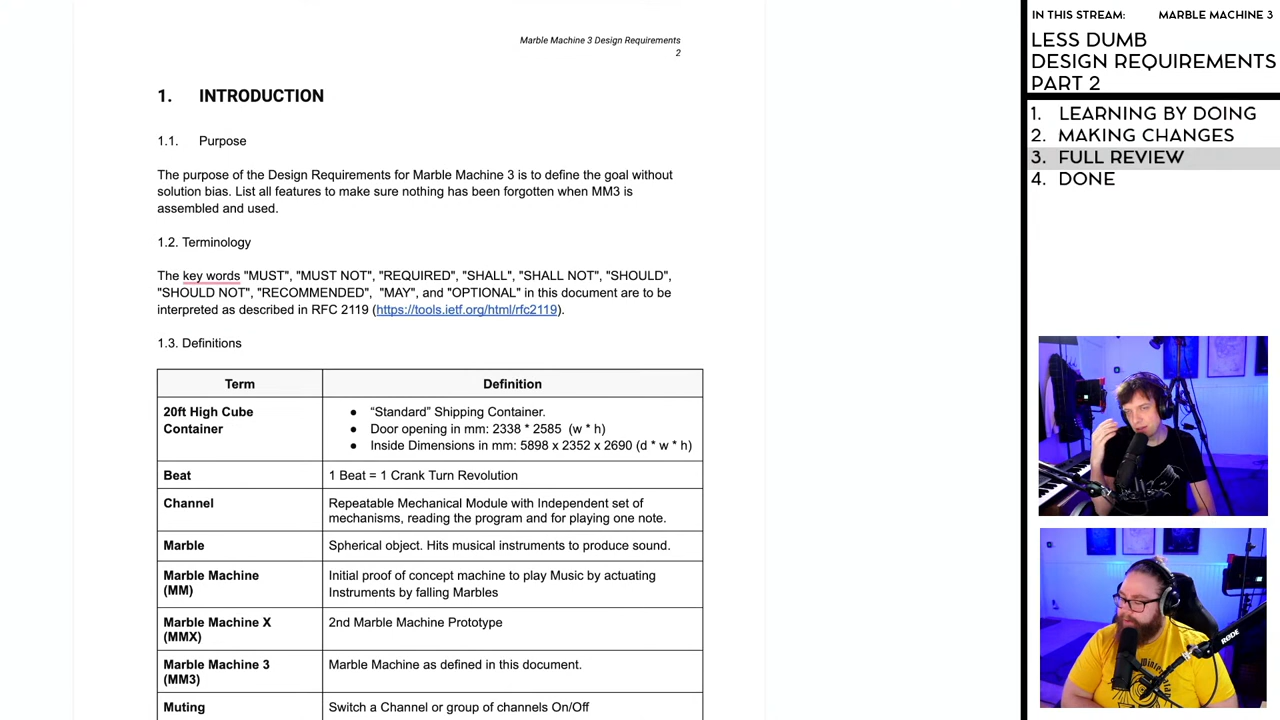 Marble Machine 3 Design Requirements
2
1. INTRODUCTION
1.1. Purpose
The purpose of the Design Requirements for Marble Machine 3 is to define the goal without
solution bias. List all features to make sure nothing has been forgotten when MM3 is
assembled and used.
1.2. Terminology
The key words "MUST", "MUST NOT", "REQUIRED", "SHALL", "SHALL NOT", "SHOULD",
"SHOULD NOT", "RECOMMENDED", "MAY", and "OPTIONAL" in this document are to be
interpreted as described in RFC 2119 (https://tools.ietf.org/html/rfc2119).
1.3. Definitions
Term Definition
20ft High Cube
Container
● “Standard” Shipping Container.
● Door opening in mm: 2338 * 2585 (w * h)
● Inside Dimensions in mm: 5898 x 2352 x 2690 (d * w * h)
Beat 1 Beat = 1 Crank Turn Revolution
Channel
Repeatable Mechanical Module with Independent set of
mechanisms, reading the program and for playing one note.
Marble Spherical object. Hits musical instruments to produce sound.
Marble Machine
(MM)
Initial proof of concept machine to play Music by actuating
Instruments by falling Marbles
Marble Machine X
(MMX)
2nd Marble Machine Prototype
Marble Machine 3
(MM3)
Marble Machine as defined in this document.
Muting Switch a Channel or group of channels On/Off
IN THIS STREAM: MARBLE MACHINE 3
LESS DUMB
DESIGN REQUIREMENTS
PART 2
1. LEARNING BY DOING
2. MAKING CHANGES
3. FULL REVIEW
4. DONE
RØDE